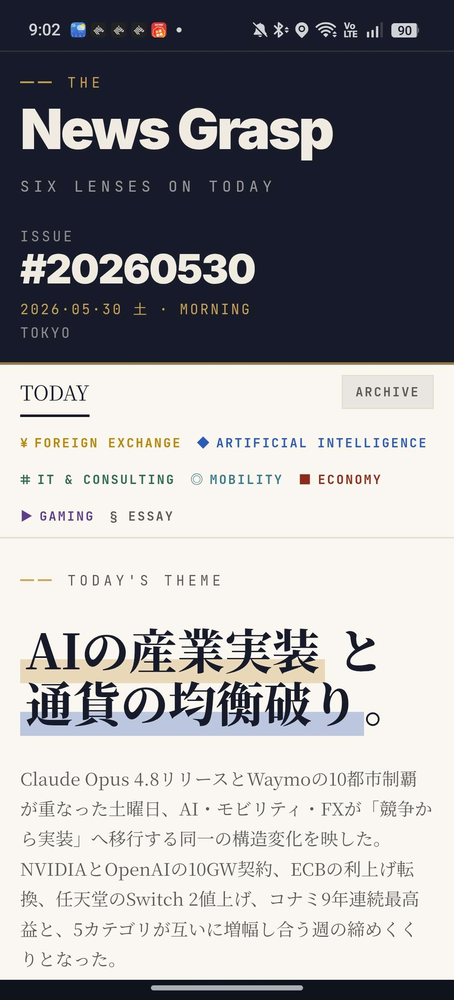 9:02
Vo
LTE
90
THE
News Grasp
SIX LENSES ON TODAY
ISSUE
#20260530
2026·05·30 土 · MORNING
TOKYO
TODAY
ARCHIVE
¥ FOREIGN EXCHANGE ◆ ARTIFICIAL INTELLIGENCE
# IT & CONSULTING ◎ MOBILITY ■ ECONOMY
▶ GAMING § ESSAY
TODAY'S THEME
AIの産業実装 と
通貨の均衡破り。
Claude Opus 4.8リリースとWaymoの10都市制覇
が重なった土曜日、AI・モビリティ・FXが「競争か
ら実装」へ移行する同一の構造変化を映した。
NVIDIAとOpenAIの10GW契約、ECBの利上げ転
換、任天堂のSwitch 2値上げ、コナミ9年連続最高
益と、5カテゴリが互いに増幅し合う週の締めくく
りとなった。